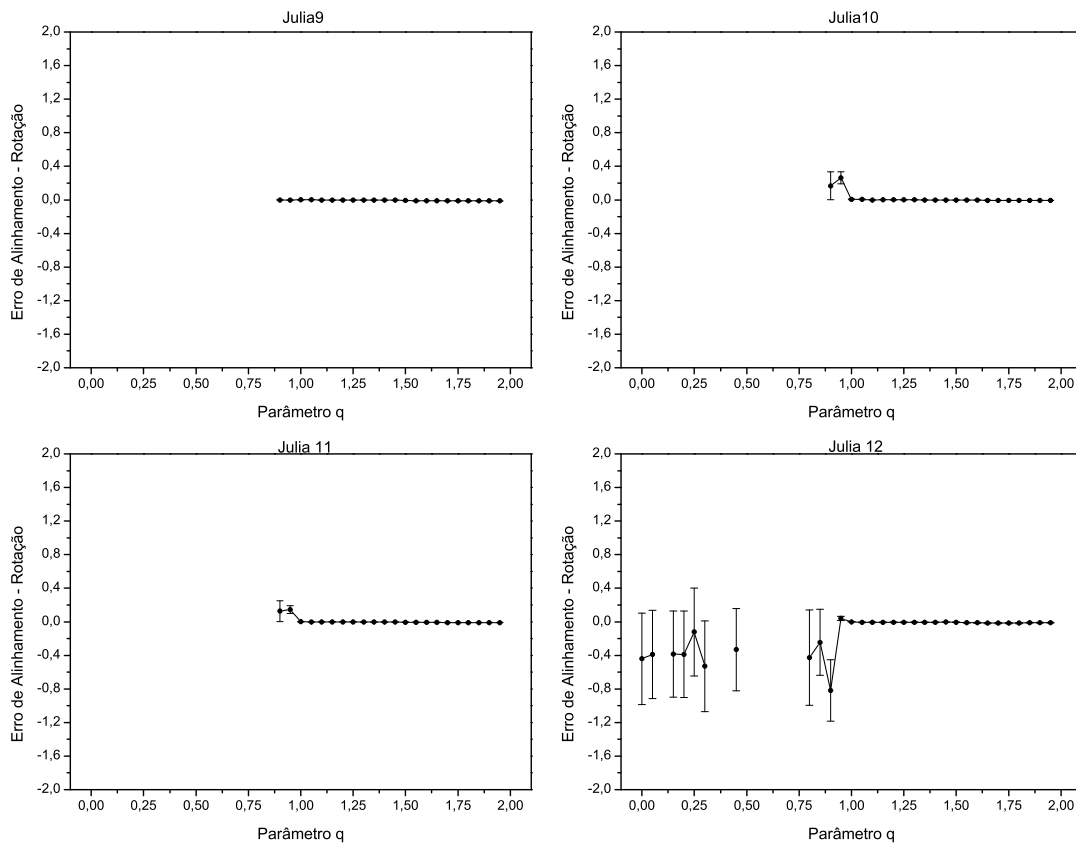 Julia9
2,0
1,6
1,2
0,8
0,4
0,0
-0,4
-0,8
-1,2
-1,6
-2,0
Erro de Alinhamento - Rotação
0,00 0,25 0,50 0,75 1,00 1,25 1,50 1,75 2,00
Parâmetro q
Julia10
2,0
1,6
1,2
0,8
0,4
0,0
-0,4
-0,8
-1,2
-1,6
-2,0
Erro de Alinhamento - Rotação
0,00 0,25 0,50 0,75 1,00 1,25 1,50 1,75 2,00
Parâmetro q
Julia 11
2,0
1,6
1,2
0,8
0,4
0,0
-0,4
-0,8
-1,2
-1,6
-2,0
Erro de Alinhamento - Rotação
0,00 0,25 0,50 0,75 1,00 1,25 1,50 1,75 2,00
Parâmetro q
Julia 12
2,0
1,6
1,2
0,8
0,4
0,0
-0,4
-0,8
-1,2
-1,6
-2,0
Erro de Alinhamento - Rotação
0,00 0,25 0,50 0,75 1,00 1,25 1,50 1,75 2,00
Parâmetro q